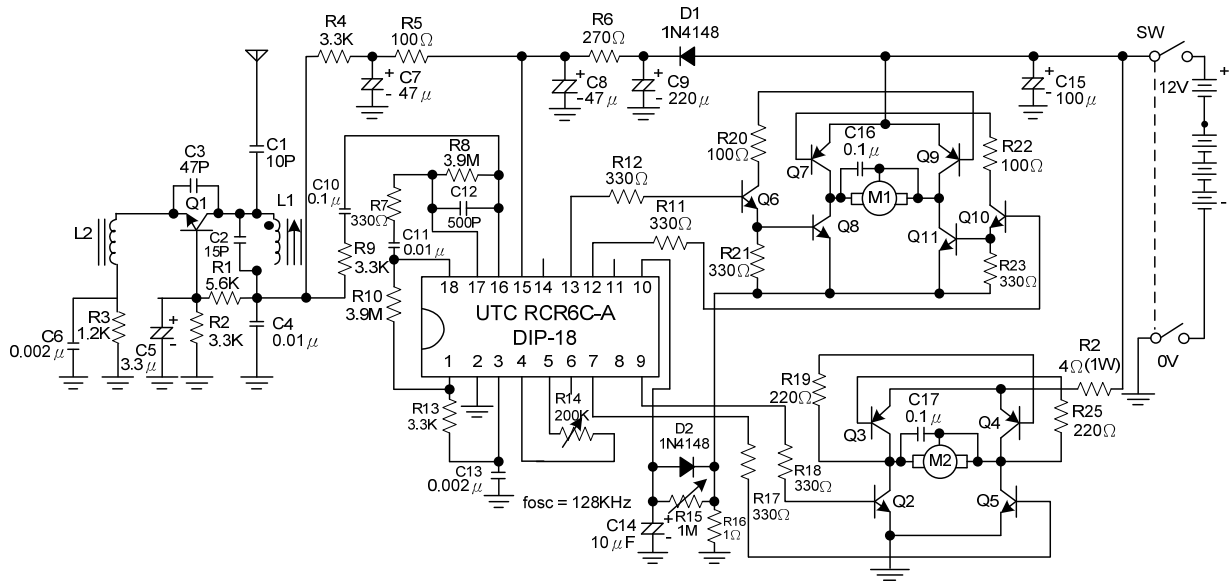 R4
3.3K
R5
100Ω
R6
270Ω
D1
1N4148
SW
+
C7
-
47μ
+
C8
-
47μ
+
C9
-
220μ
+
C15
-
100μ
12V
+
-
0V
C1
10P
C3
47P
Q1
L1
L2
C2
15P
R1
5.6K
R3
1.2K
C6
0.002μ
C5
3.3μ
+
-
R2
3.3K
C4
0.01μ
C10
0.1μ
R9
3.3K
R7
330Ω
R8
3.9M
C12
500P
C11
0.01μ
R10
3.9M
R12
330Ω
R11
330Ω
R20
100Ω
Q6
R21
330Ω
Q7
C16
0.1μ
Q9
M1
Q8
Q11
R22
100Ω
Q10
R23
330Ω
18 17 16 15 14 13 12 11 10
UTC RCR6C-A
DIP-18
1 2 3 4 5 6 7 8 9
R13
3.3K
R14
200K
C13
0.002μ
fosc = 128KHz
D2
1N4148
R15
1M
C14
10μF
+
-
R16
1Ω
R17
330Ω
R18
330Ω
R19
220Ω
Q3
C17
0.1μ
Q4
M2
Q2
Q5
R2
4Ω(1W)
R25
220Ω